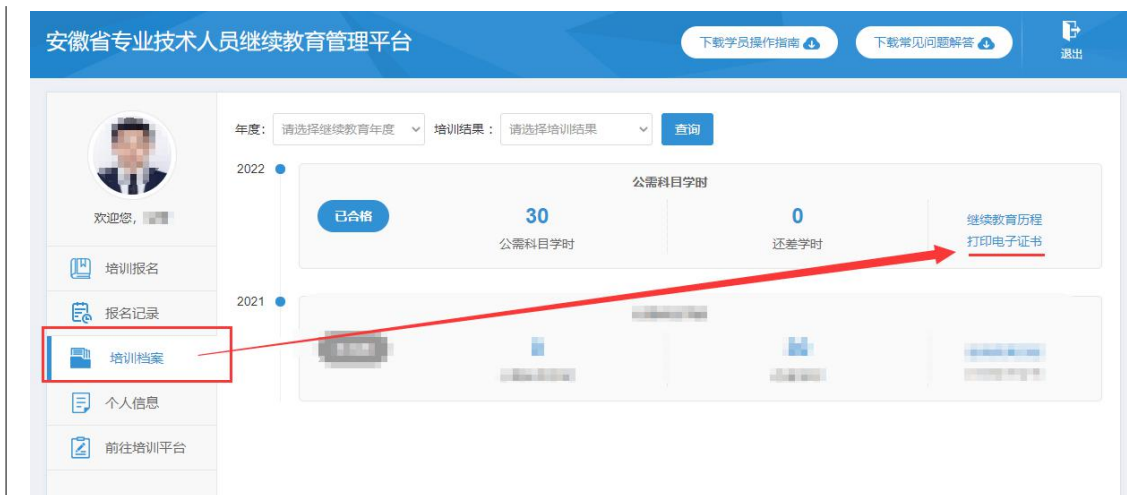 安徽省专业技术人员继续教育管理平台
下载学员操作指南
下载常见问题解答
退出
欢迎您，
培训报名
报名记录
培训档案
个人信息
前往培训平台
年度： 请选择继续教育年度 培训结果： 请选择培训结果 查询
2022
公需科目学时
已合格
30
公需科目学时
0
还差学时
继续教育历程
打印电子证书
2021